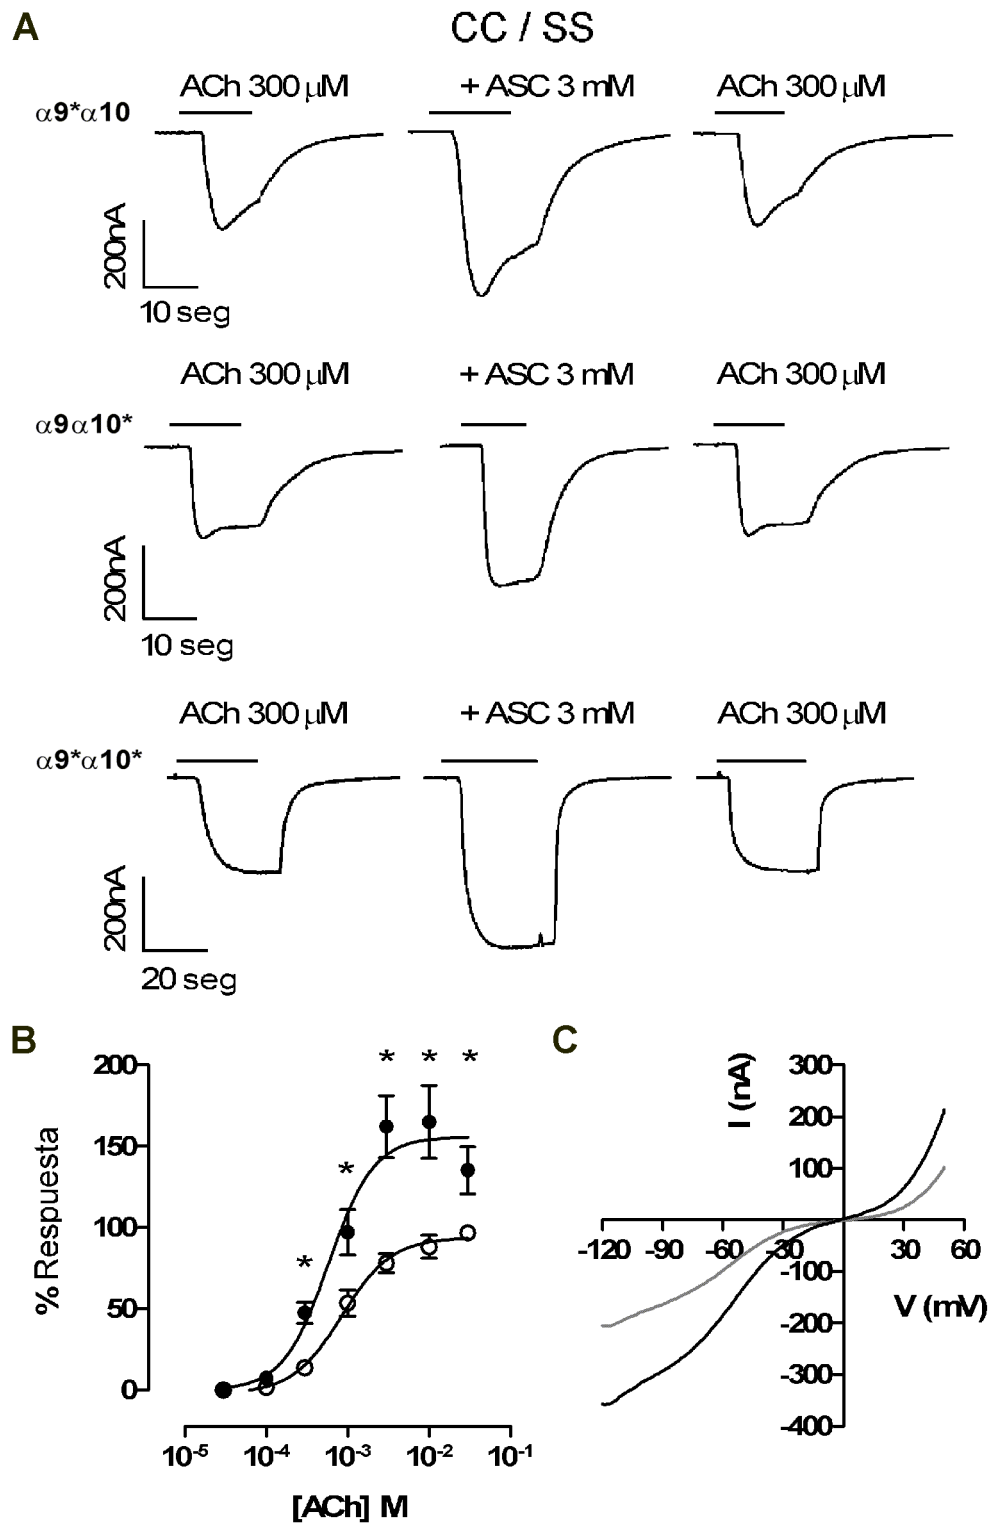 A
CC / SS
ACh 300 µM
+ ASC 3 mM
ACh 300 µM
α9*α10
200nA
10 seg
ACh 300 µM
+ ASC 3 mM
ACh 300 µM
α9α10*
200nA
10 seg
ACh 300 µM
+ ASC 3 mM
ACh 300 µM
α9*α10*
200nA
20 seg
B
% Respuesta
200
150
100
50
0
* * * * *
10-5 10-4 10-3 10-2 10-1
[ACh] M
C
I (nA)
300
200
100
-120 -90 -60 -30 30 60
-100
-200
-300
-400
V (mV)